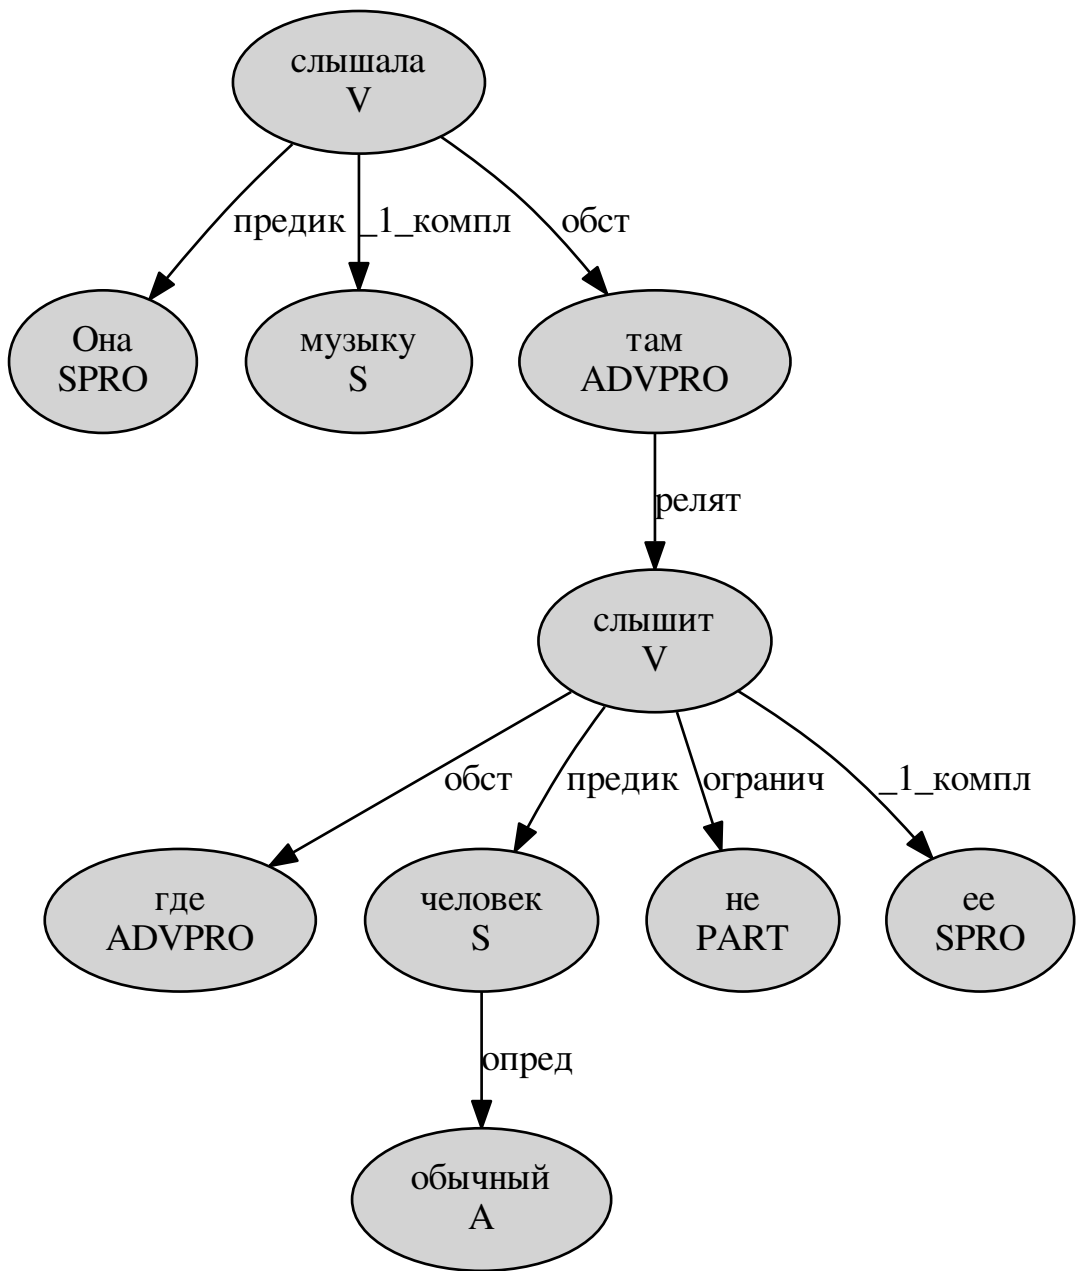 слышала
V
предик
_1_компл
обст
Она
SPRO
музыку
S
там
ADVPRO
релят
слышит
V
обст
предик
огранич
_1_компл
где
ADVPRO
человек
S
не
PART
ее
SPRO
опред
обычный
A